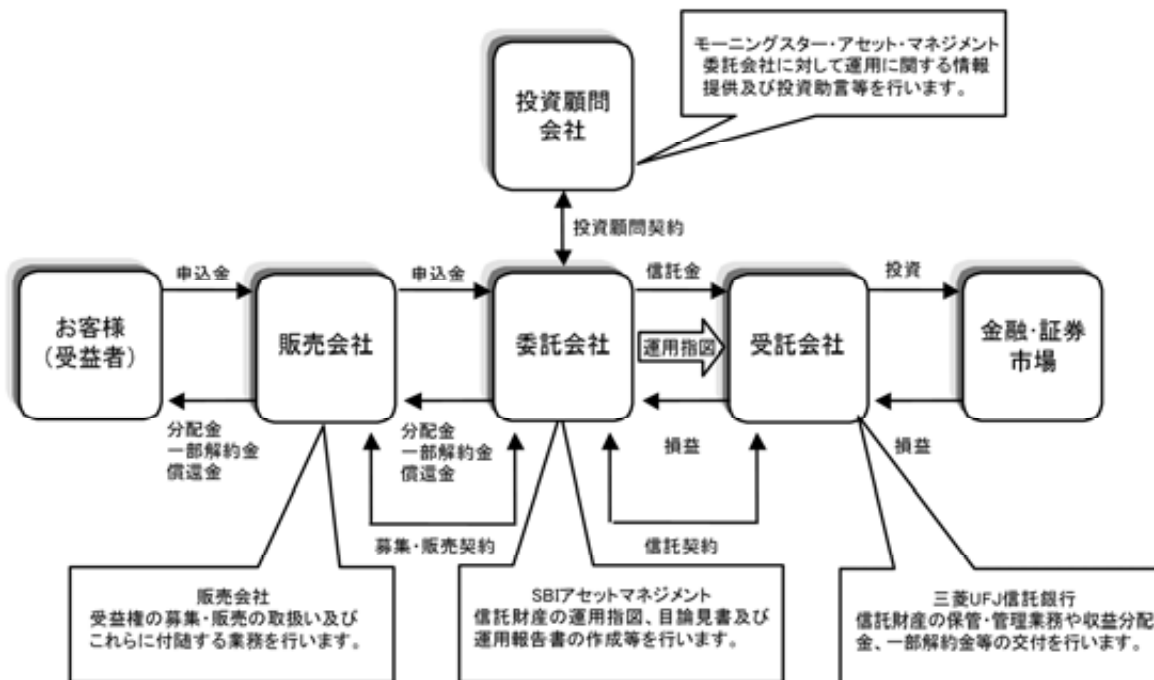 モーニングスター・アセット・マネジメント
委託会社に対して運用に関する情報
提供及び投資助言等を行います。
投資顧問
会社
投資顧問契約
申込金
申込金
信託金
投資
お客様
(受益者)
販売会社
委託会社
運用指図
受託会社
金融・証券
市場
分配金
一部解約金
償還金
分配金
一部解約金
償還金
損益
損益
募集・販売契約
信託契約
販売会社
受益権の募集・販売の取扱い及び
これらに付随する業務を行います。
SBIアセットマネジメント
信託財産の運用指図、目論見書及び
運用報告書の作成等を行います。
三菱UFJ信託銀行
信託財産の保管・管理業務や収益分配
金、一部解約金等の交付を行います。